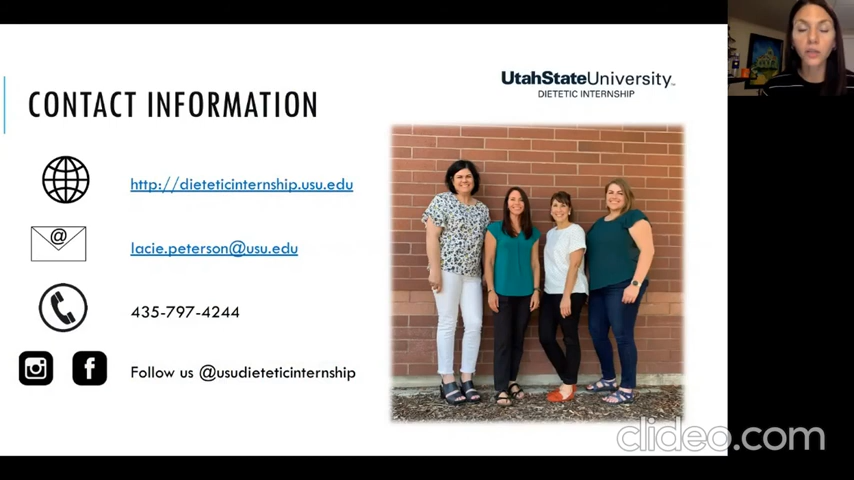 UtahStateUniversity
DIETETIC INTERNSHIP
CONTACT INFORMATION
http://dieteticinternship.usu.edu
@
lacie.peterson@usu.edu
435-797-4244
f
Follow us @usudieteticinternship
clideo.com